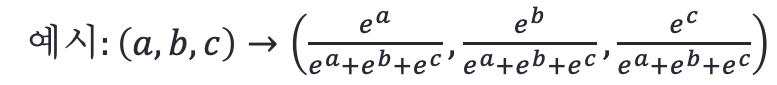 예시: (a, b, c) → (e^a / (e^a+e^b+e^c), e^b / (e^a+e^b+e^c), e^c / (e^a+e^b+e^c))